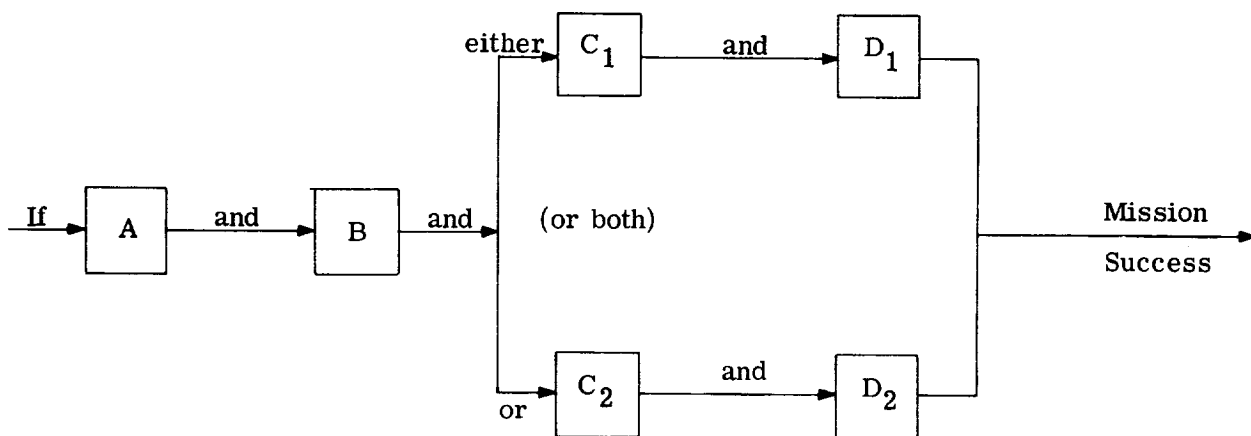 either C₁ and D₁
If A and B and (or both) Mission
Success
or C₂ and D₂